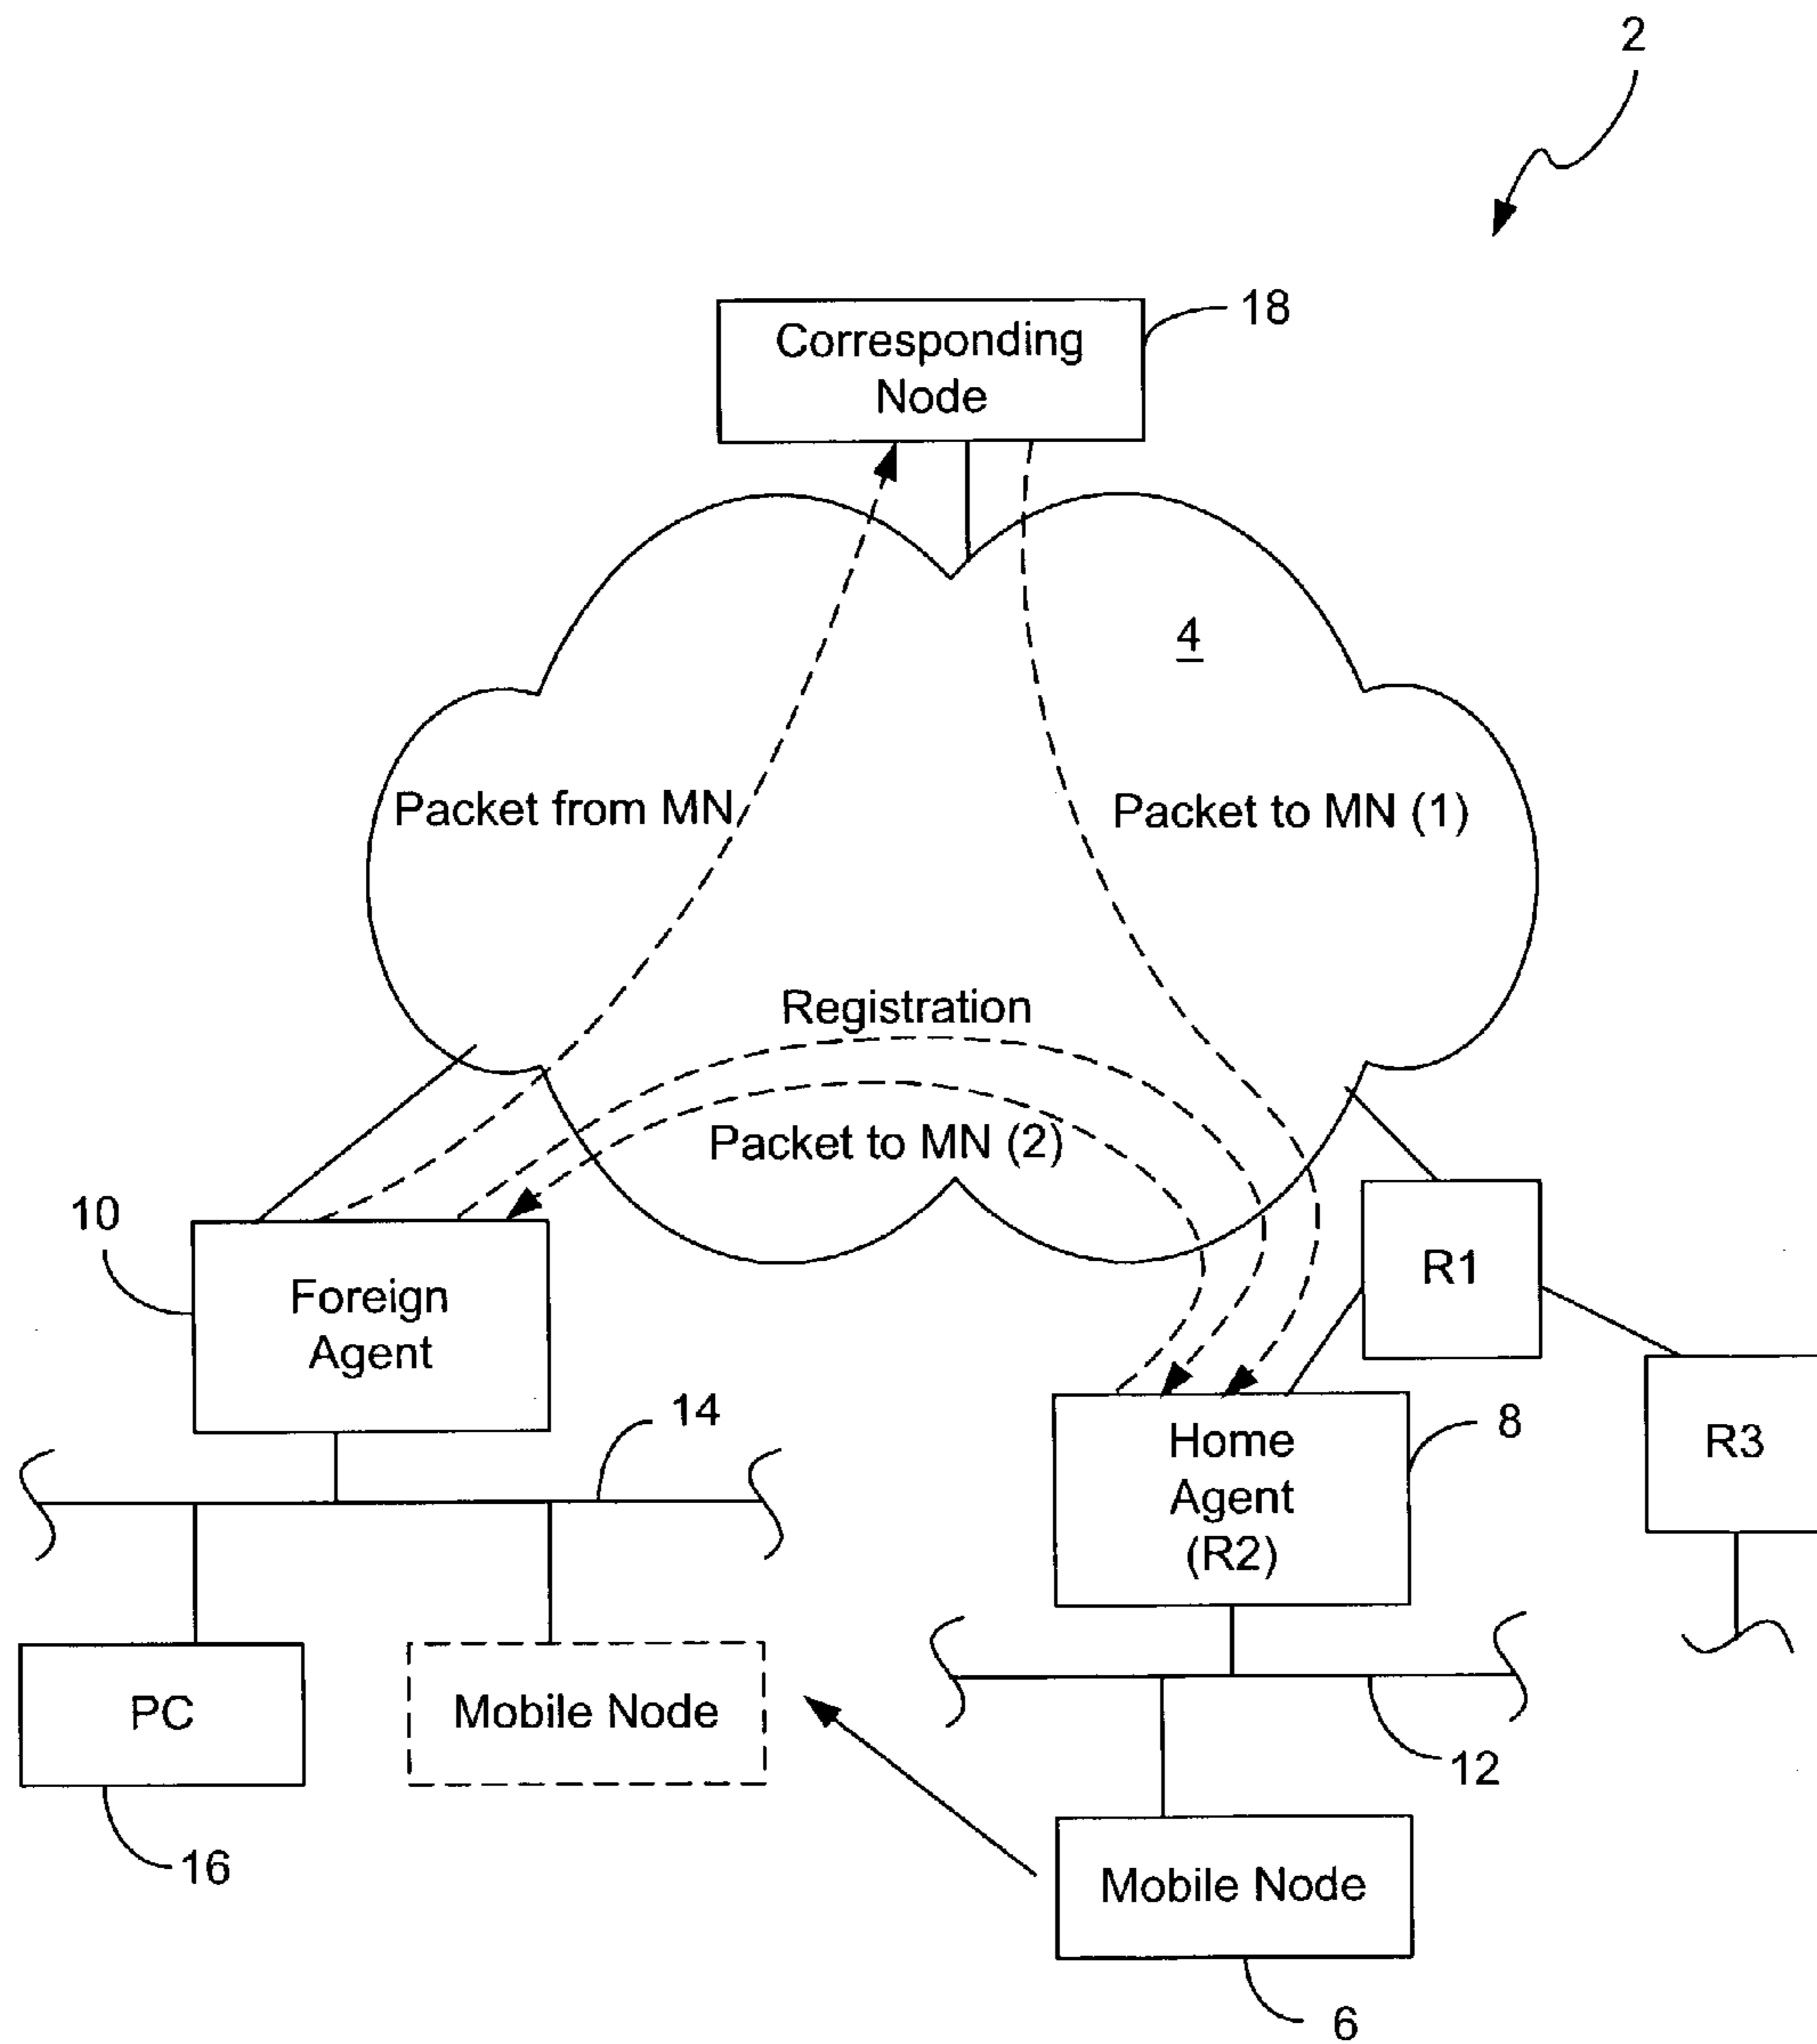 2
Corresponding
Node
18
4
Packet from MN
Packet to MN (1)
Registration
Packet to MN (2)
10
Foreign
Agent
R1
14
Home
Agent
(R2)
8
R3
PC
Mobile Node
12
16
Mobile Node
6